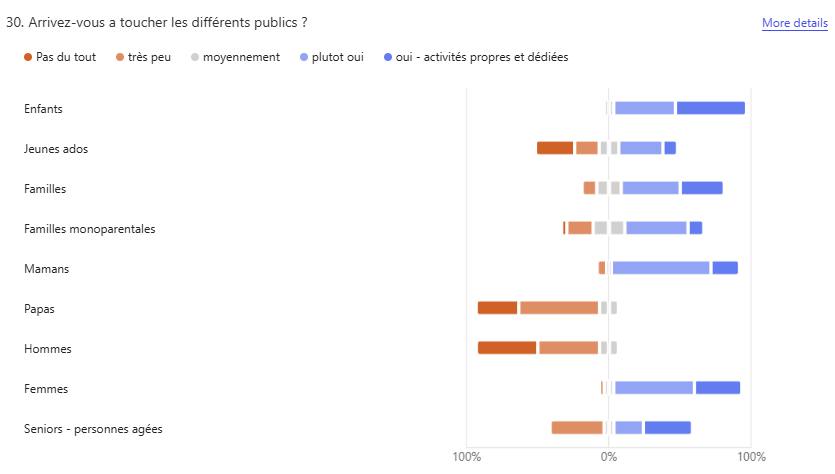 30. Arrivez-vous a toucher les différents publics ?
More details
Pas du tout très peu moyennement plutot oui oui - activités propres et dédiées
Enfants
Jeunes ados
Familles
Familles monoparentales
Mamans
Papas
Hommes
Femmes
Seniors - personnes agées
100% 0% 100%